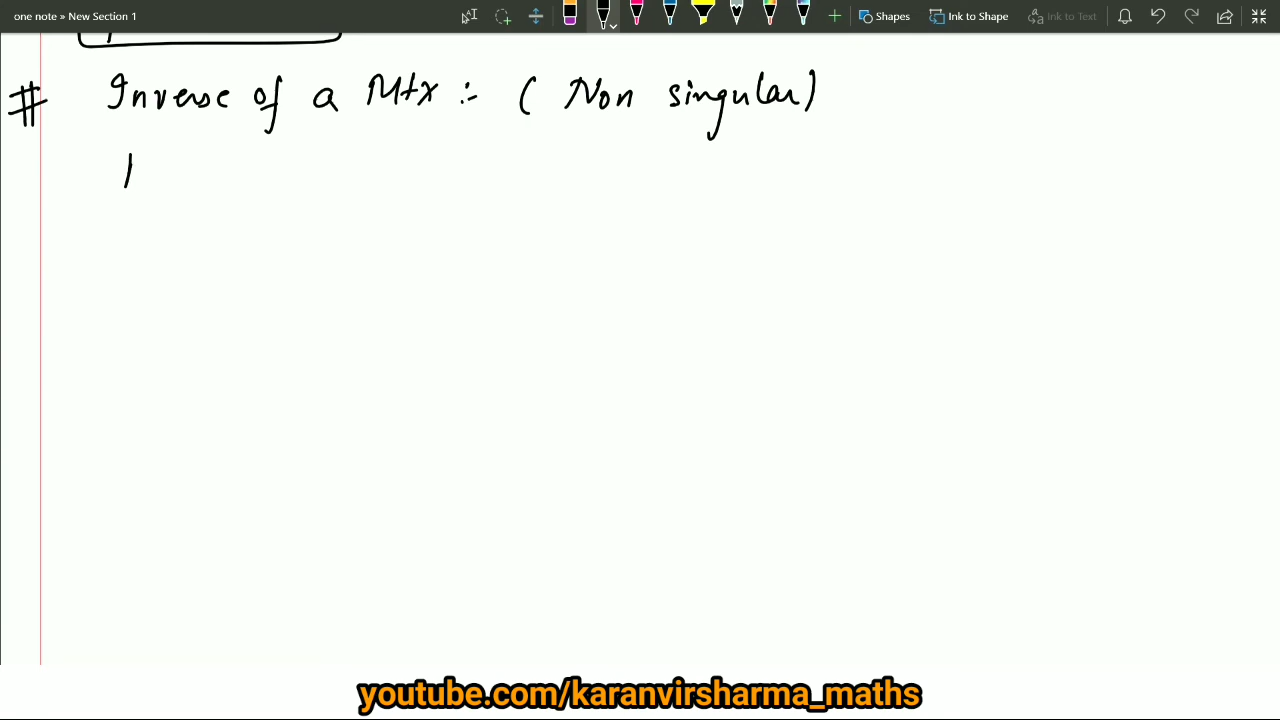 one note » New Section 1
Shapes
Ink to Shape
Ink to Text
# Inverse of a Mtx :- ( Non singular)
youtube.com/karanvirsharma_maths